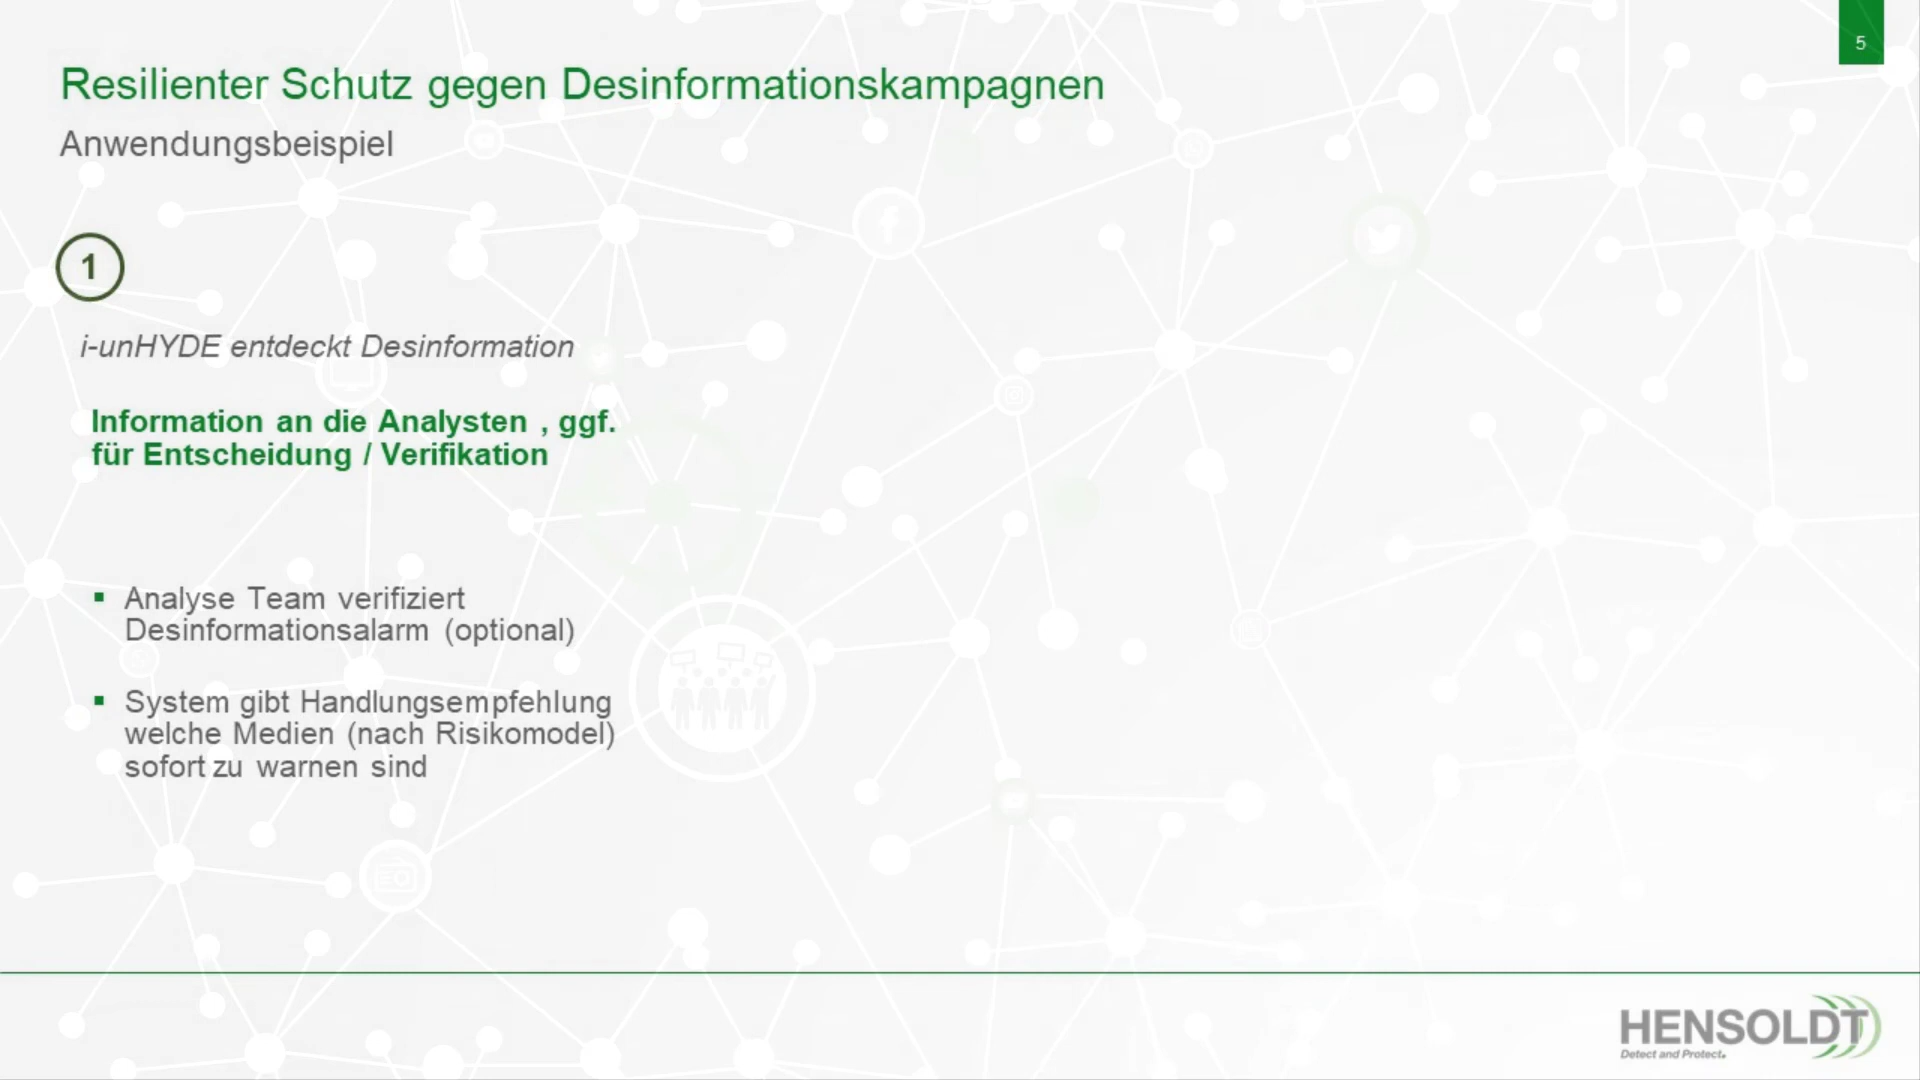 5
Resilienter Schutz gegen Desinformationskampagnen
Anwendungsbeispiel
1
i-unHYDE entdeckt Desinformation
Information an die Analysten , ggf.
für Entscheidung / Verifikation
▪ Analyse Team verifiziert
Desinformationsalarm (optional)
▪ System gibt Handlungsempfehlung
welche Medien (nach Risikomodel)
sofort zu warnen sind
HENSOLDT
Detect and Protect.